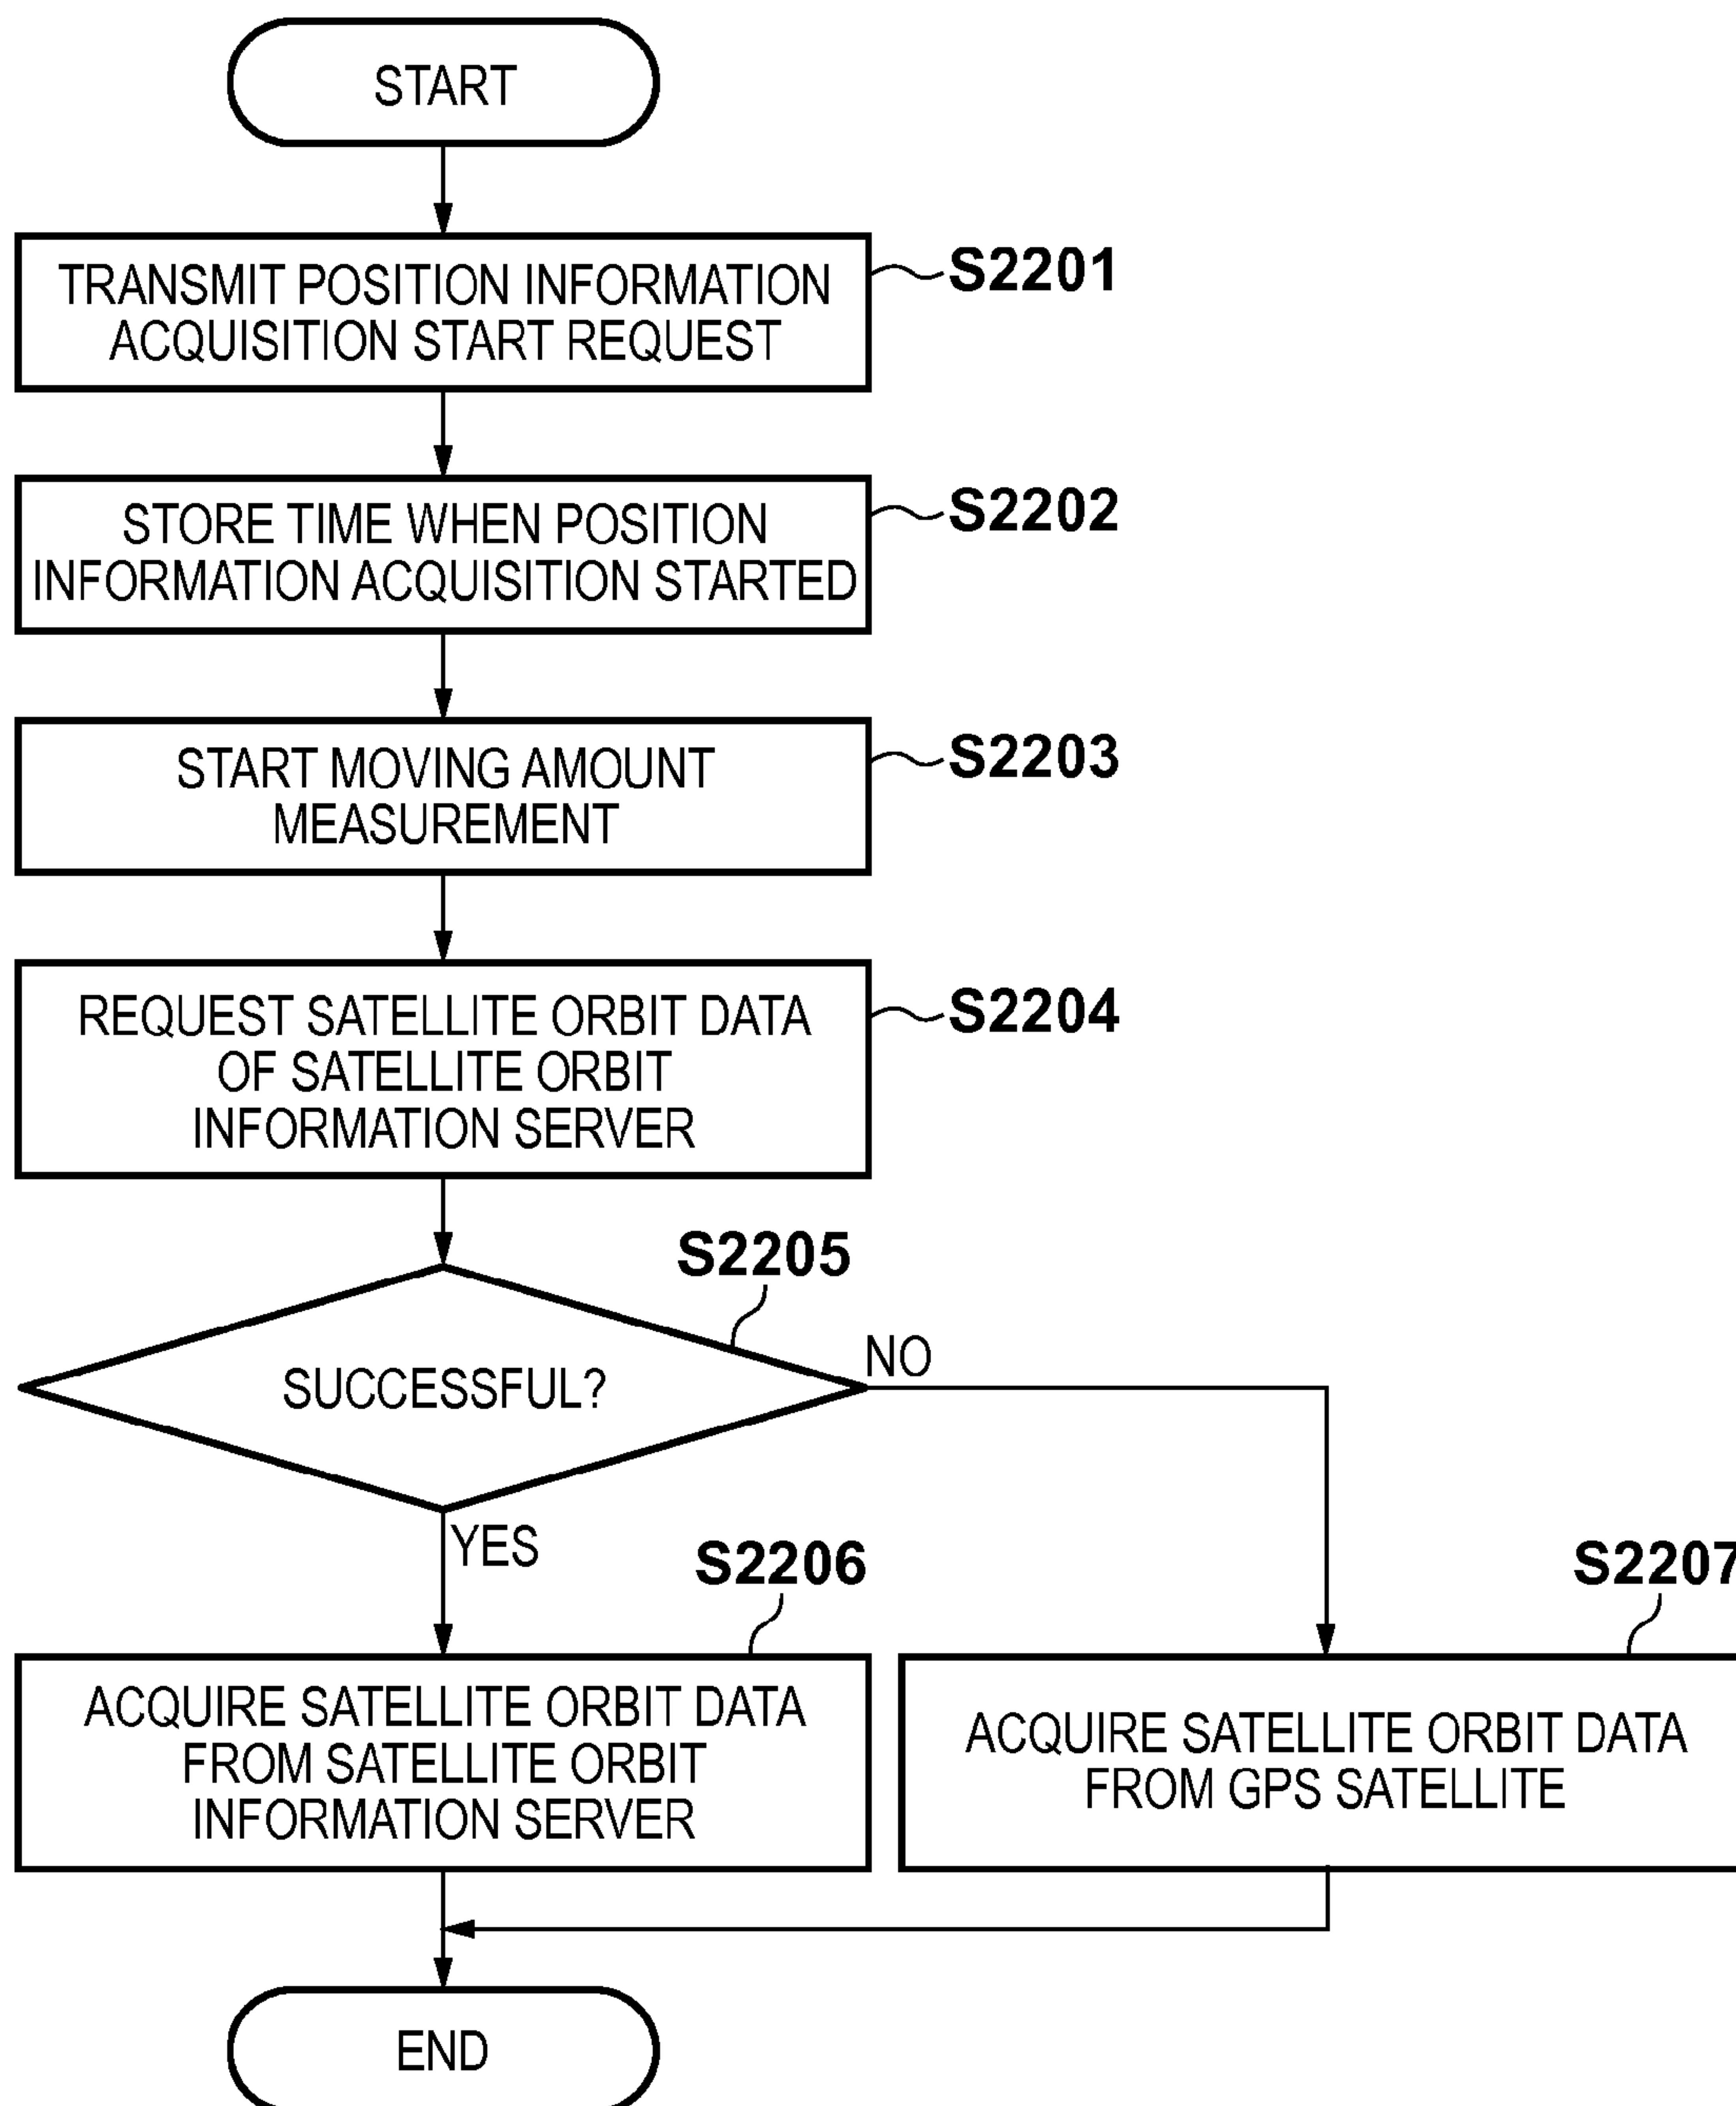 START
TRANSMIT POSITION INFORMATION
ACQUISITION START REQUEST
S2201
STORE TIME WHEN POSITION
INFORMATION ACQUISITION STARTED
S2202
START MOVING AMOUNT
MEASUREMENT
S2203
REQUEST SATELLITE ORBIT DATA
OF SATELLITE ORBIT
INFORMATION SERVER
S2204
S2205
SUCCESSFUL?
NO
YES
S2206
ACQUIRE SATELLITE ORBIT DATA
FROM SATELLITE ORBIT
INFORMATION SERVER
S2207
ACQUIRE SATELLITE ORBIT DATA
FROM GPS SATELLITE
END